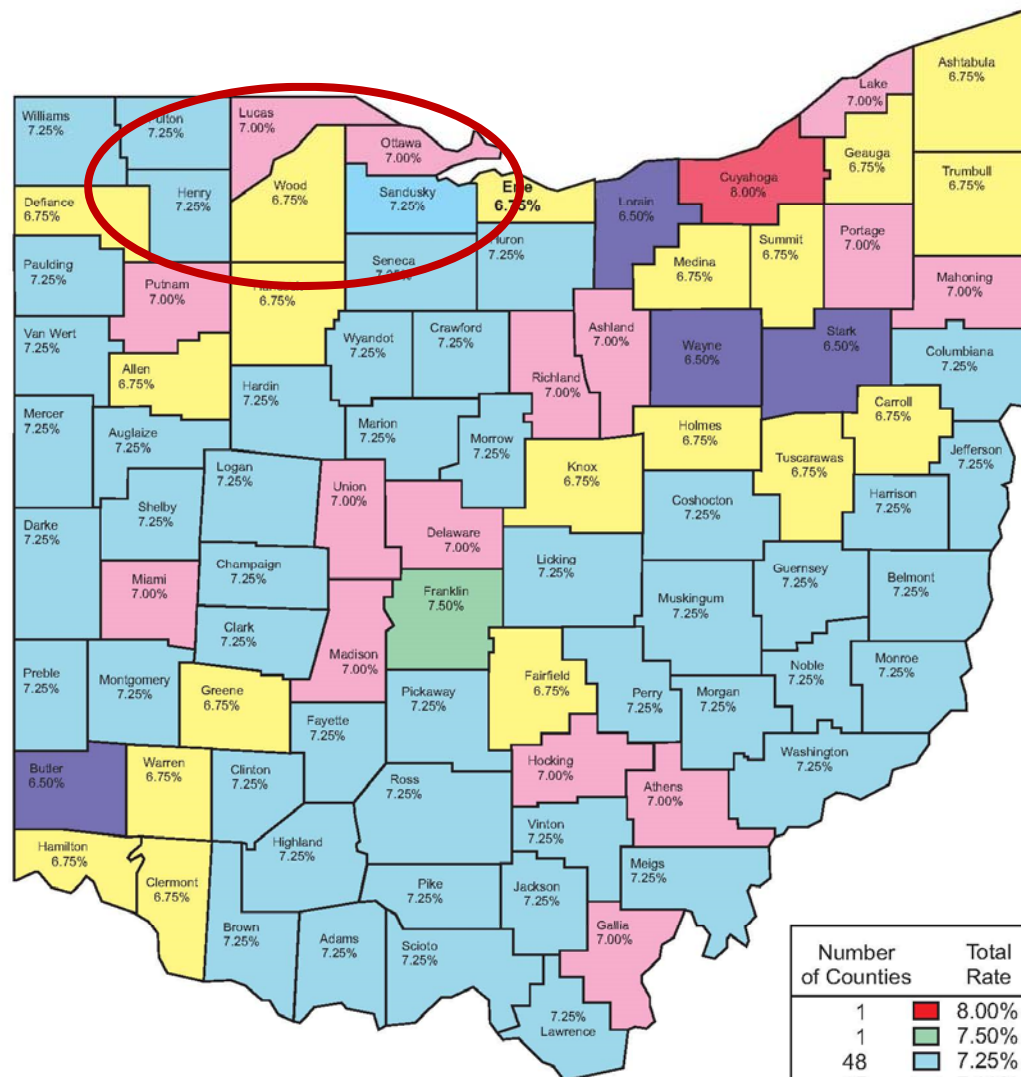 Ashtabula
6.75%
Lake
7.00%
Williams
7.25%
Fulton
7.25%
Lucas
7.00%
Ottawa
7.00%
Geauga
6.75%
Cuyahoga
8.00%
Trumbull
6.75%
Defiance
6.75%
Henry
7.25%
Wood
6.75%
Sandusky
7.25%
Erie
6.75%
Lorain
6.50%
Portage
7.00%
Summit
6.75%
Medina
6.75%
Paulding
7.25%
Putnam
7.00%
Hancock
6.75%
Seneca
7.25%
Huron
7.25%
Mahoning
7.00%
Van Wert
7.25%
Allen
6.75%
Wyandot
7.25%
Crawford
7.25%
Richland
7.00%
Ashland
7.00%
Wayne
6.50%
Stark
6.50%
Columbiana
7.25%
Hardin
7.25%
Carroll
6.75%
Mercer
7.25%
Auglaize
7.25%
Marion
7.25%
Morrow
7.25%
Holmes
6.75%
Tuscarawas
6.75%
Jefferson
7.25%
Logan
7.25%
Union
7.00%
Knox
6.75%
Coshocton
7.25%
Harrison
7.25%
Shelby
7.25%
Darke
7.25%
Delaware
7.00%
Champaign
7.25%
Licking
7.25%
Guernsey
7.25%
Belmont
7.25%
Miami
7.00%
Franklin
7.50%
Muskingum
7.25%
Clark
7.25%
Madison
7.00%
Preble
7.25%
Montgomery
7.25%
Greene
6.75%
Pickaway
7.25%
Fairfield
6.75%
Perry
7.25%
Morgan
7.25%
Noble
7.25%
Monroe
7.25%
Fayette
7.25%
Washington
7.25%
Butler
6.50%
Warren
6.75%
Clinton
7.25%
Ross
7.25%
Hocking
7.00%
Athens
7.00%
Vinton
7.25%
Highland
7.25%
Hamilton
6.75%
Clermont
6.75%
Meigs
7.25%
Pike
7.25%
Jackson
7.25%
Brown
7.25%
Adams
7.25%
Scioto
7.25%
Gallia
7.00%
7.25%
Lawrence
Number Total
of Counties Rate
1 8.00%
1 7.50%
48 7.25%